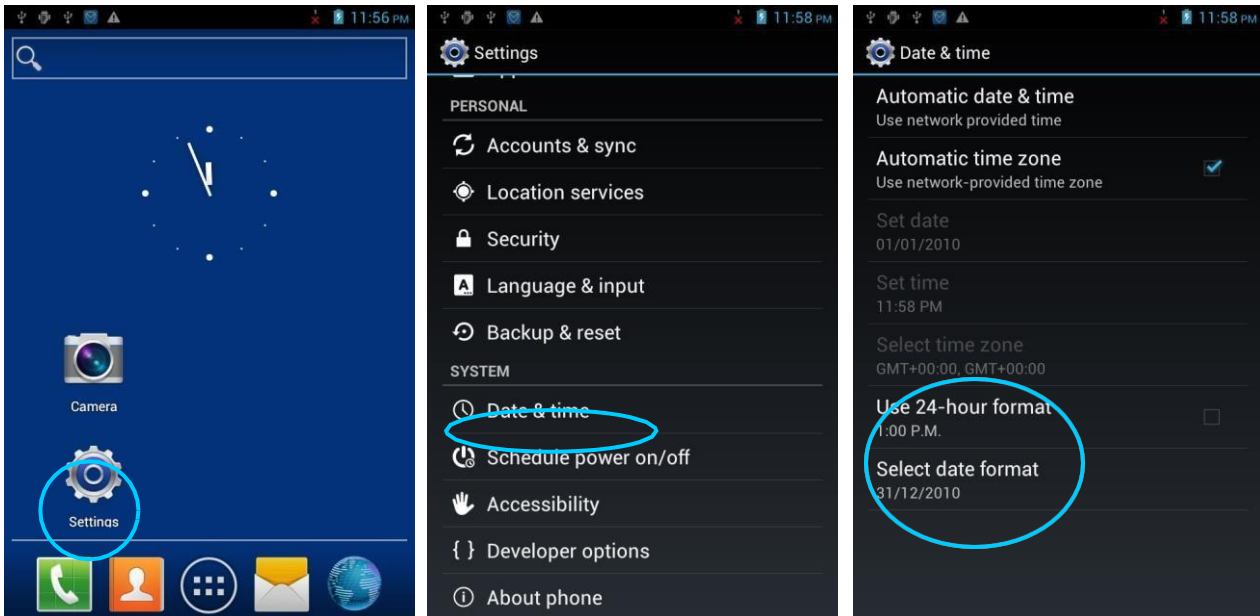 11:56 PM
Camera
Settings
11:58 PM
Settings
PERSONAL
Accounts & sync
Location services
Security
Language & input
Backup & reset
SYSTEM
Date & time
Schedule power on/off
Accessibility
Developer options
About phone
11:58 PM
Date & time
Automatic date & time
Use network provided time
Automatic time zone
Use network-provided time zone
Set date
01/01/2010
Set time
11:58 PM
Select time zone
GMT+00:00, GMT+00:00
Use 24-hour format
1:00 P.M.
Select date format
31/12/2010